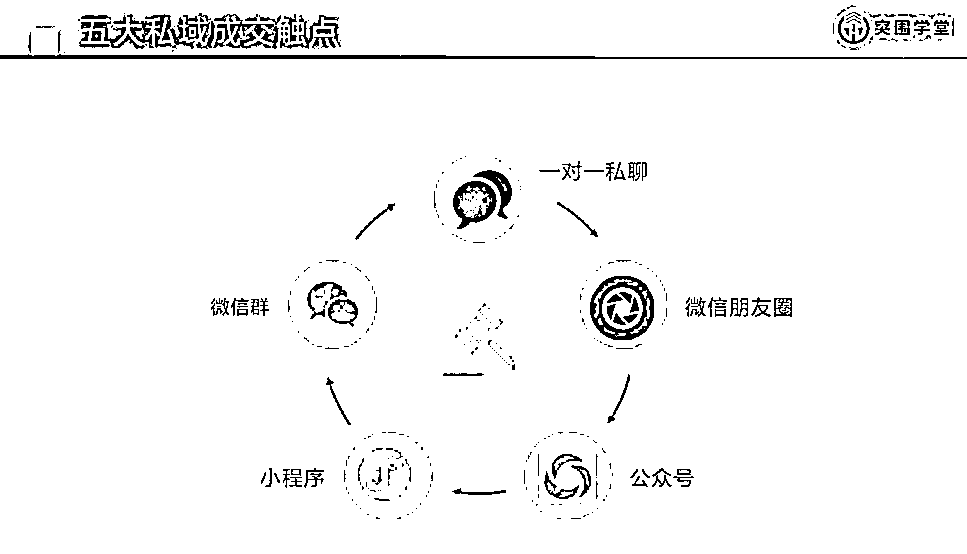 五大私域成交触点
突围学堂
一对一私聊
微信群
微信朋友圈
小程序
公众号